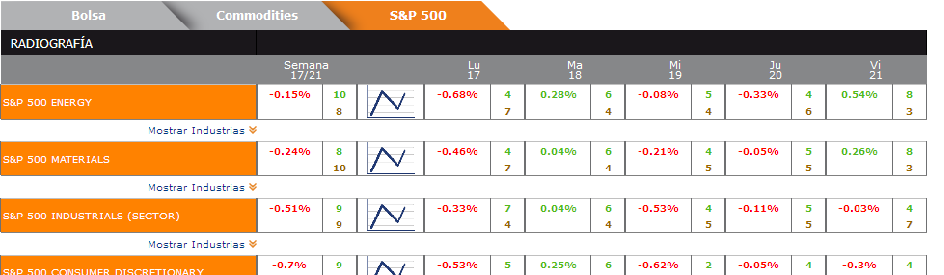 Bolsa Commodities S&P 500
RADIOGRAFÍA
Semana Lu Ma Mi Ju Vi
17/21 17 18 19 20 21
S&P 500 ENERGY -0.15% 10 -0.68% 4 0.28% 6 -0.08% 5 -0.33% 4 0.54% 8
8 7 4 4 6 3
Mostrar Industrias
S&P 500 MATERIALS -0.24% 8 -0.46% 4 0.04% 6 -0.21% 4 -0.05% 5 0.26% 8
10 7 4 5 5 3
Mostrar Industrias
S&P 500 INDUSTRIALS (SECTOR) -0.51% 9 -0.33% 7 0.04% 6 -0.53% 4 -0.11% 5 -0.03% 4
9 4 4 5 5 7
Mostrar Industrias
S&P 500 CONSUMER DISCRETIONARY -0.7% 9 -0.53% 5 0.25% 6 -0.62% 2 -0.05% 4 -0.3% 4